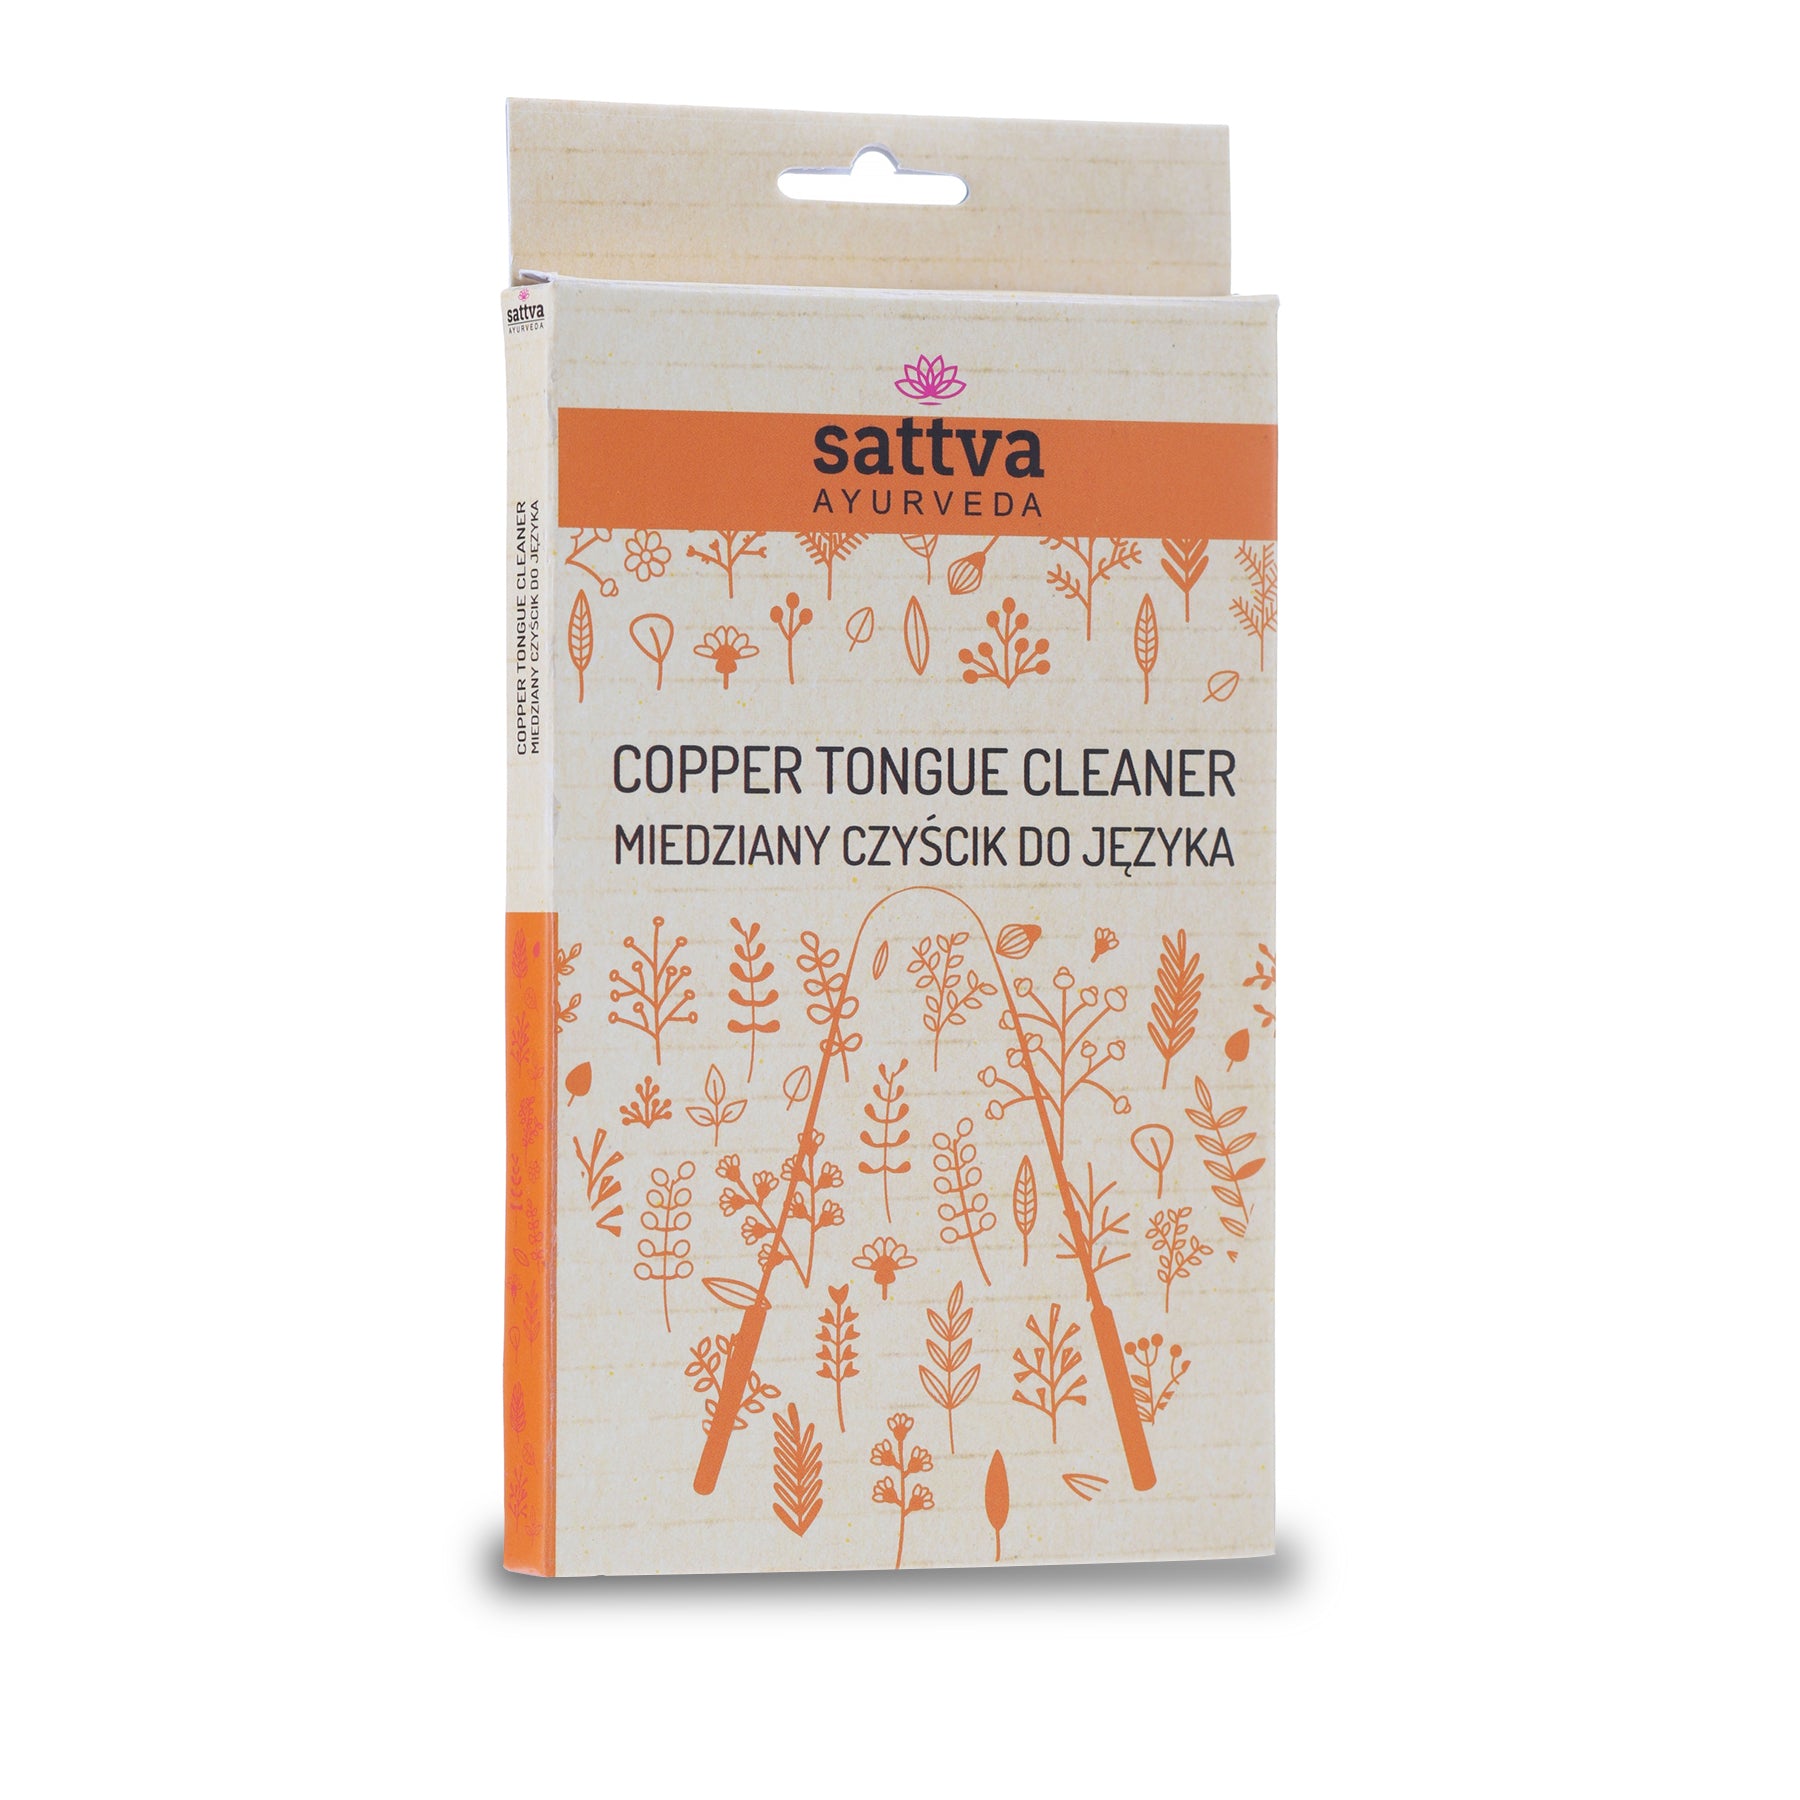 sattva
AYURVEDA
COPPER TONGUE CLEANER
MIEDZIANY CZYŚCIK DO JĘZYKA
sattva
AYURVEDA
COPPER TONGUE CLEANER
MIEDZIANY CZYŚCIK DO JĘZYKA